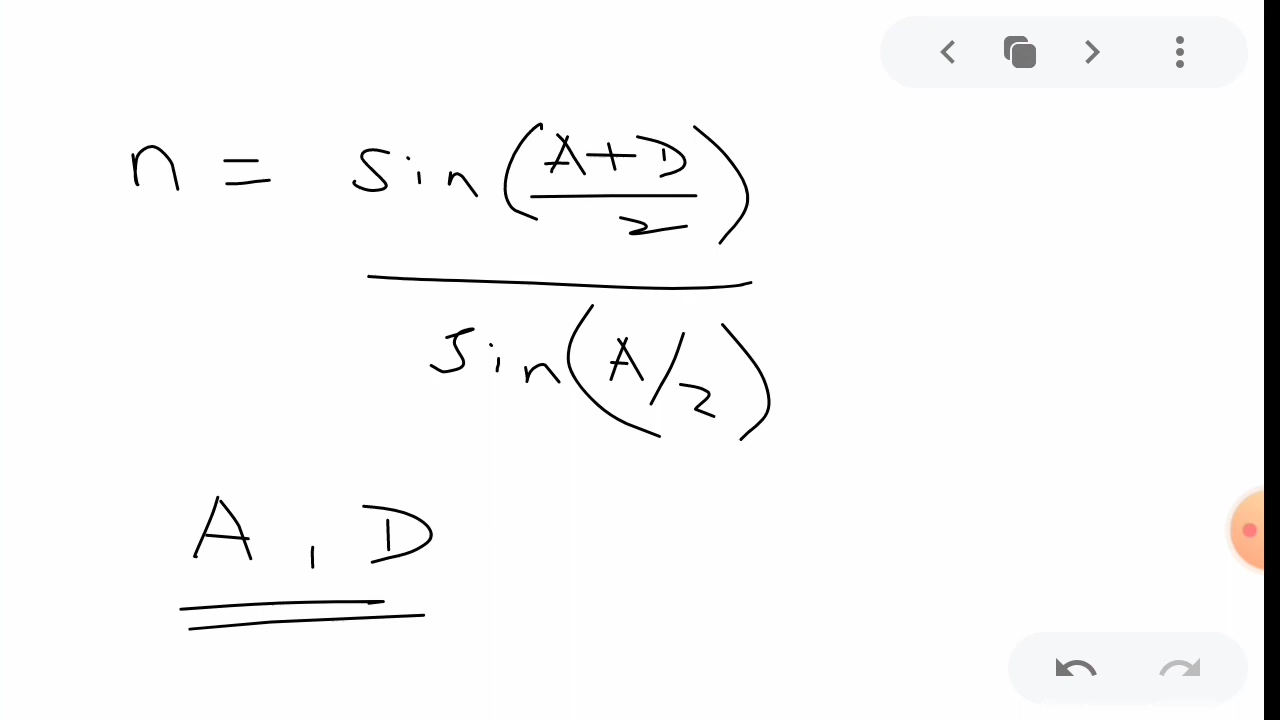 n = sin(A+D/2)
sin(A/2)
A, D